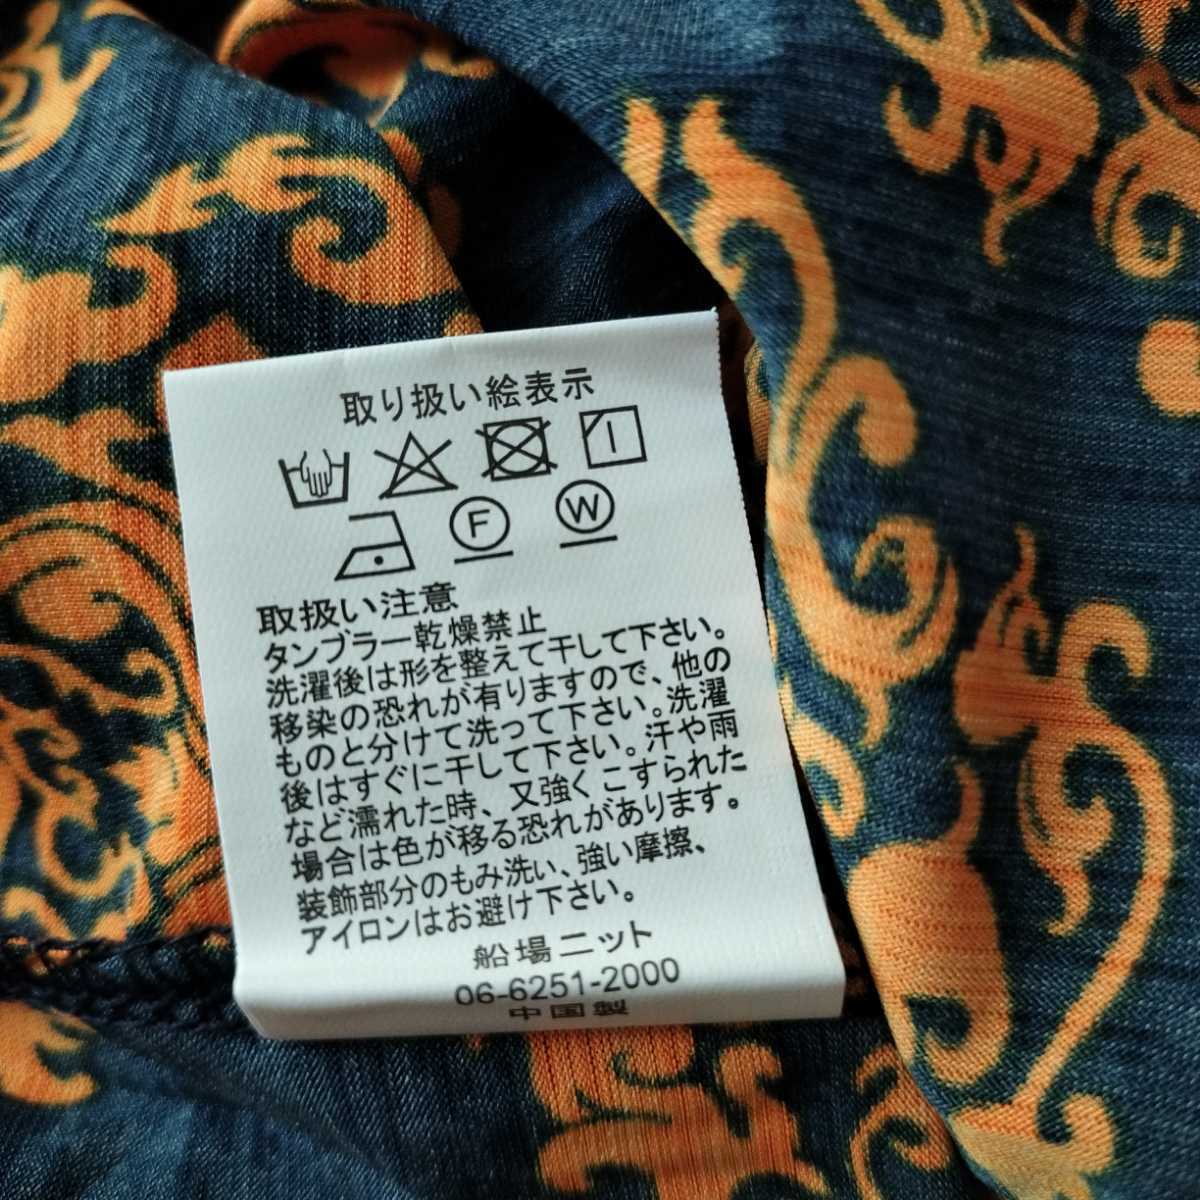 取り扱い絵表示
F W
取扱い注意
タンブラー乾燥禁止
洗濯後は形を整えて干して下さい。
移染の恐れが有りますので、他の
ものと分けて洗って下さい。洗濯
後はすぐに干して下さい。汗や雨
など濡れた時、又強くこすられた
場合は色が移る恐れがあります。
装飾部分のもみ洗い、強い摩擦、
アイロンはお避け下さい。
船場ニット
06-6251-2000
中国製